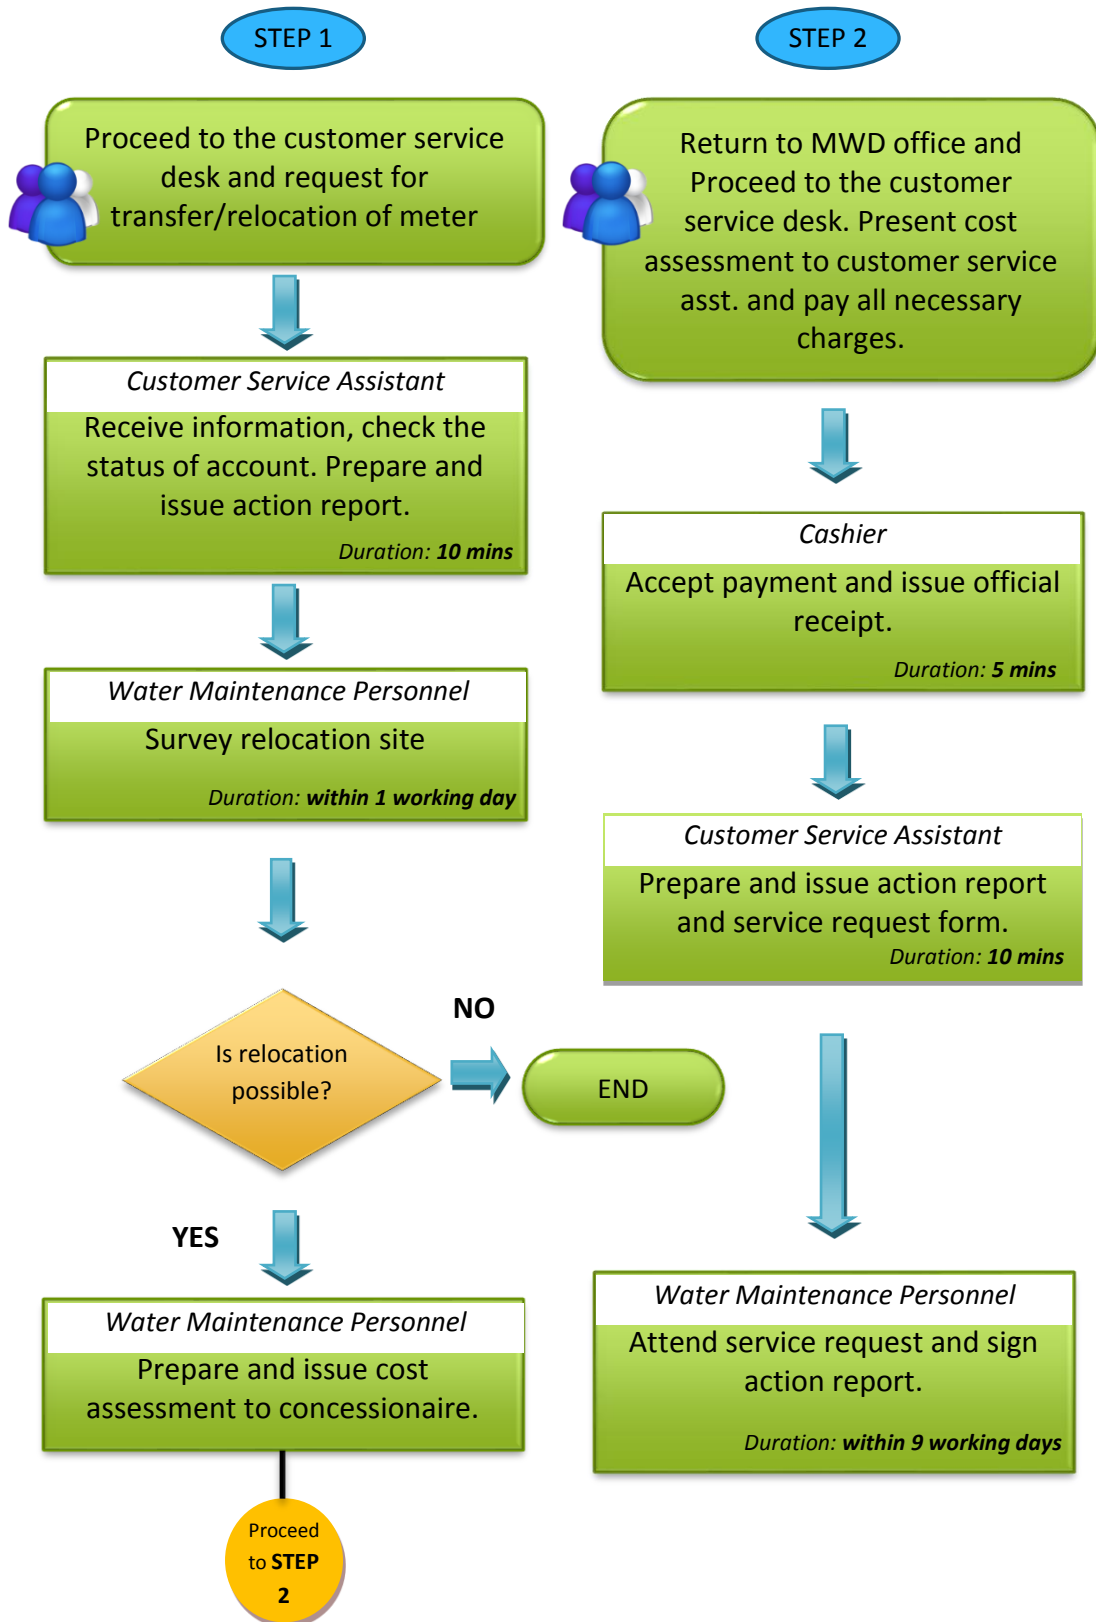 STEP 1
Proceed to the customer service
desk and request for
transfer/relocation of meter
Customer Service Assistant
Receive information, check the
status of account. Prepare and
issue action report.
Duration: 10 mins
Water Maintenance Personnel
Survey relocation site
Duration: within 1 working day
Is relocation
possible?
NO
END
YES
Water Maintenance Personnel
Prepare and issue cost
assessment to concessionaire.
Proceed
to STEP
2
STEP 2
Return to MWD office and
Proceed to the customer
service desk. Present cost
assessment to customer service
asst. and pay all necessary
charges.
Cashier
Accept payment and issue official
receipt.
Duration: 5 mins
Customer Service Assistant
Prepare and issue action report
and service request form.
Duration: 10 mins
Water Maintenance Personnel
Attend service request and sign
action report.
Duration: within 9 working days